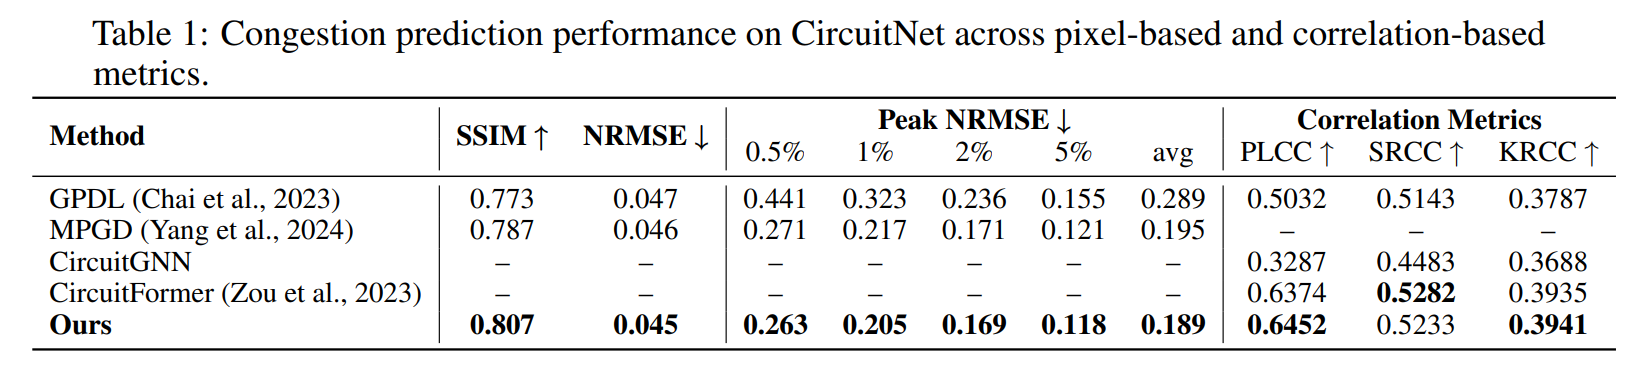 Table 1: Congestion prediction performance on CircuitNet across pixel-based and correlation-based
metrics.
Method SSIM ↑ NRMSE ↓ Peak NRMSE ↓ Correlation Metrics
0.5% 1% 2% 5% avg PLCC ↑ SRCC ↑ KRCC ↑
GPDL (Chai et al., 2023) 0.773 0.047 0.441 0.323 0.236 0.155 0.289 0.5032 0.5143 0.3787
MPGD (Yang et al., 2024) 0.787 0.046 0.271 0.217 0.171 0.121 0.195 – – –
CircuitGNN – – – – – – – 0.3287 0.4483 0.3688
CircuitFormer (Zou et al., 2023) – – – – – – – 0.6374 0.5282 0.3935
Ours 0.807 0.045 0.263 0.205 0.169 0.118 0.189 0.6452 0.5233 0.3941